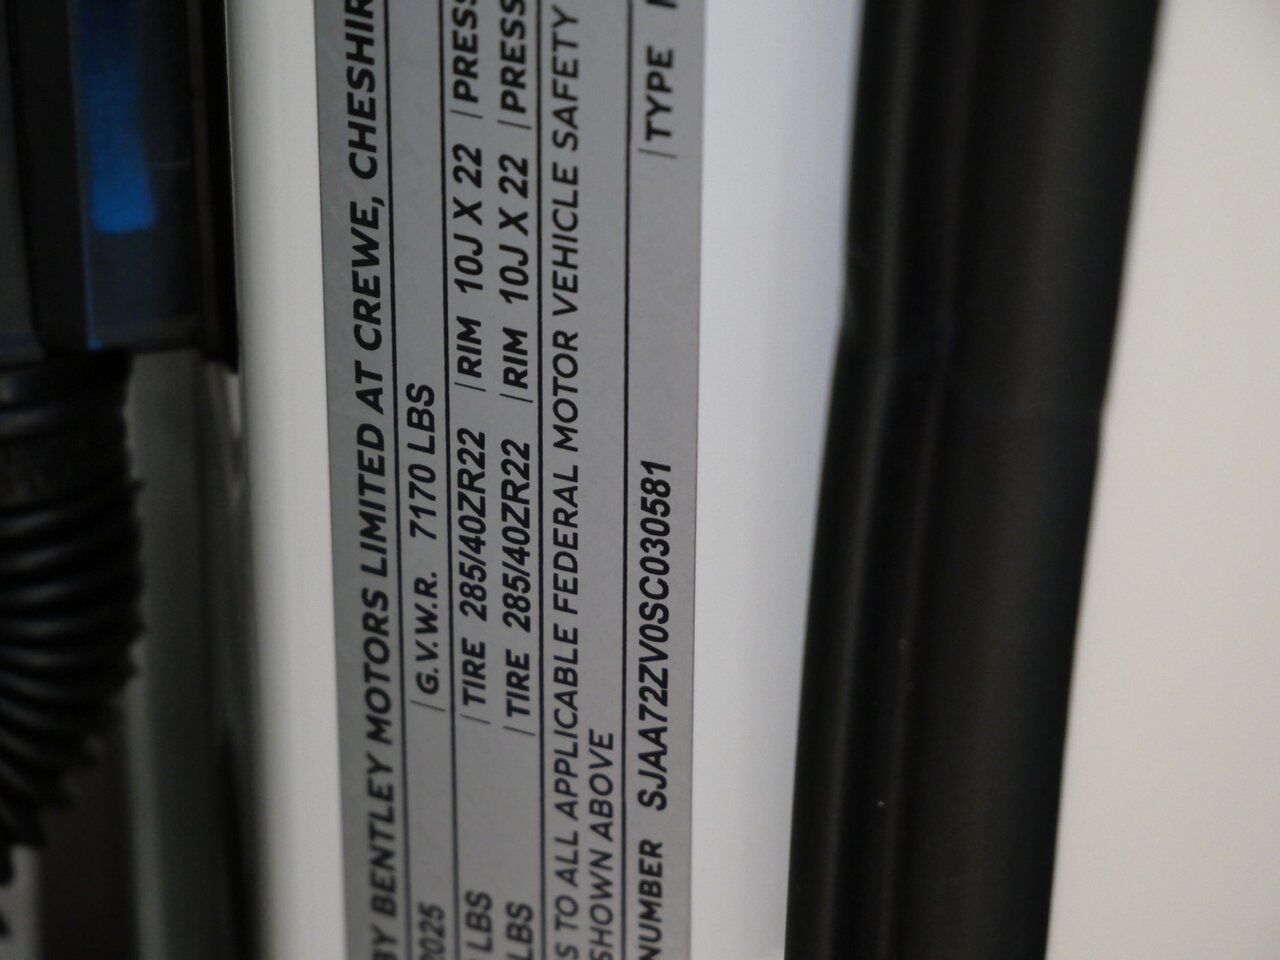 BY BENTLEY MOTORS LIMITED AT CREWE, CHESHIR
2025 | G.V.W.R. 7170 LBS
LBS | TIRE 285/40ZR22 | RIM 10J X 22 | PRESS
LBS | TIRE 285/40ZR22 | RIM 10J X 22 | PRESS
S TO ALL APPLICABLE FEDERAL MOTOR VEHICLE SAFETY
SHOWN ABOVE
NUMBER SJAA72ZV0SC030581 | TYPE